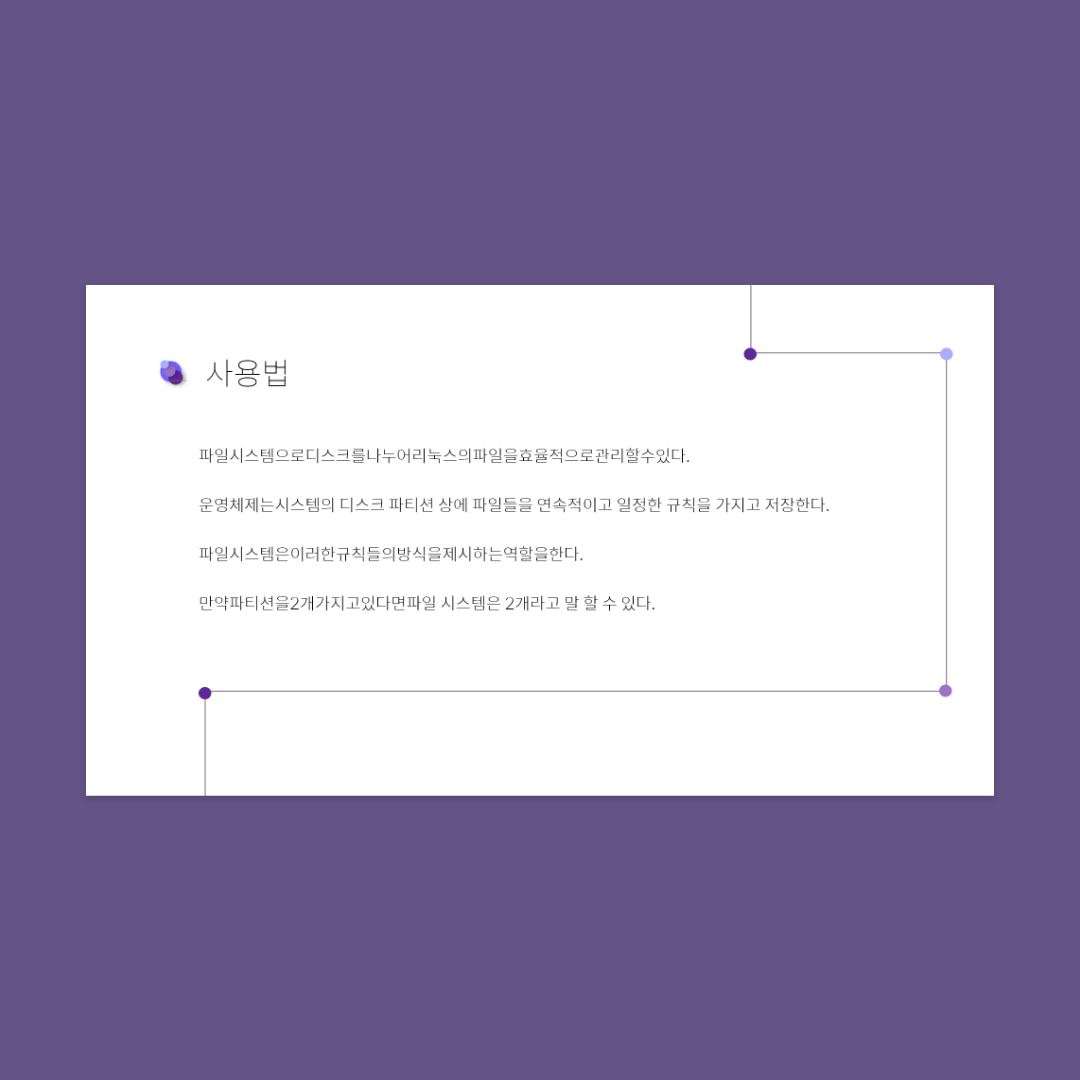 사용법
파일시스템으로디스크를나누어리눅스의파일을효율적으로관리할수있다.
운영체제는시스템의 디스크 파티션 상에 파일들을 연속적이고 일정한 규칙을 가지고 저장한다.
파일시스템은이러한규칙들의방식을제시하는역할을한다.
만약파티션을2개가지고있다면파일 시스템은 2개라고 말 할 수 있다.